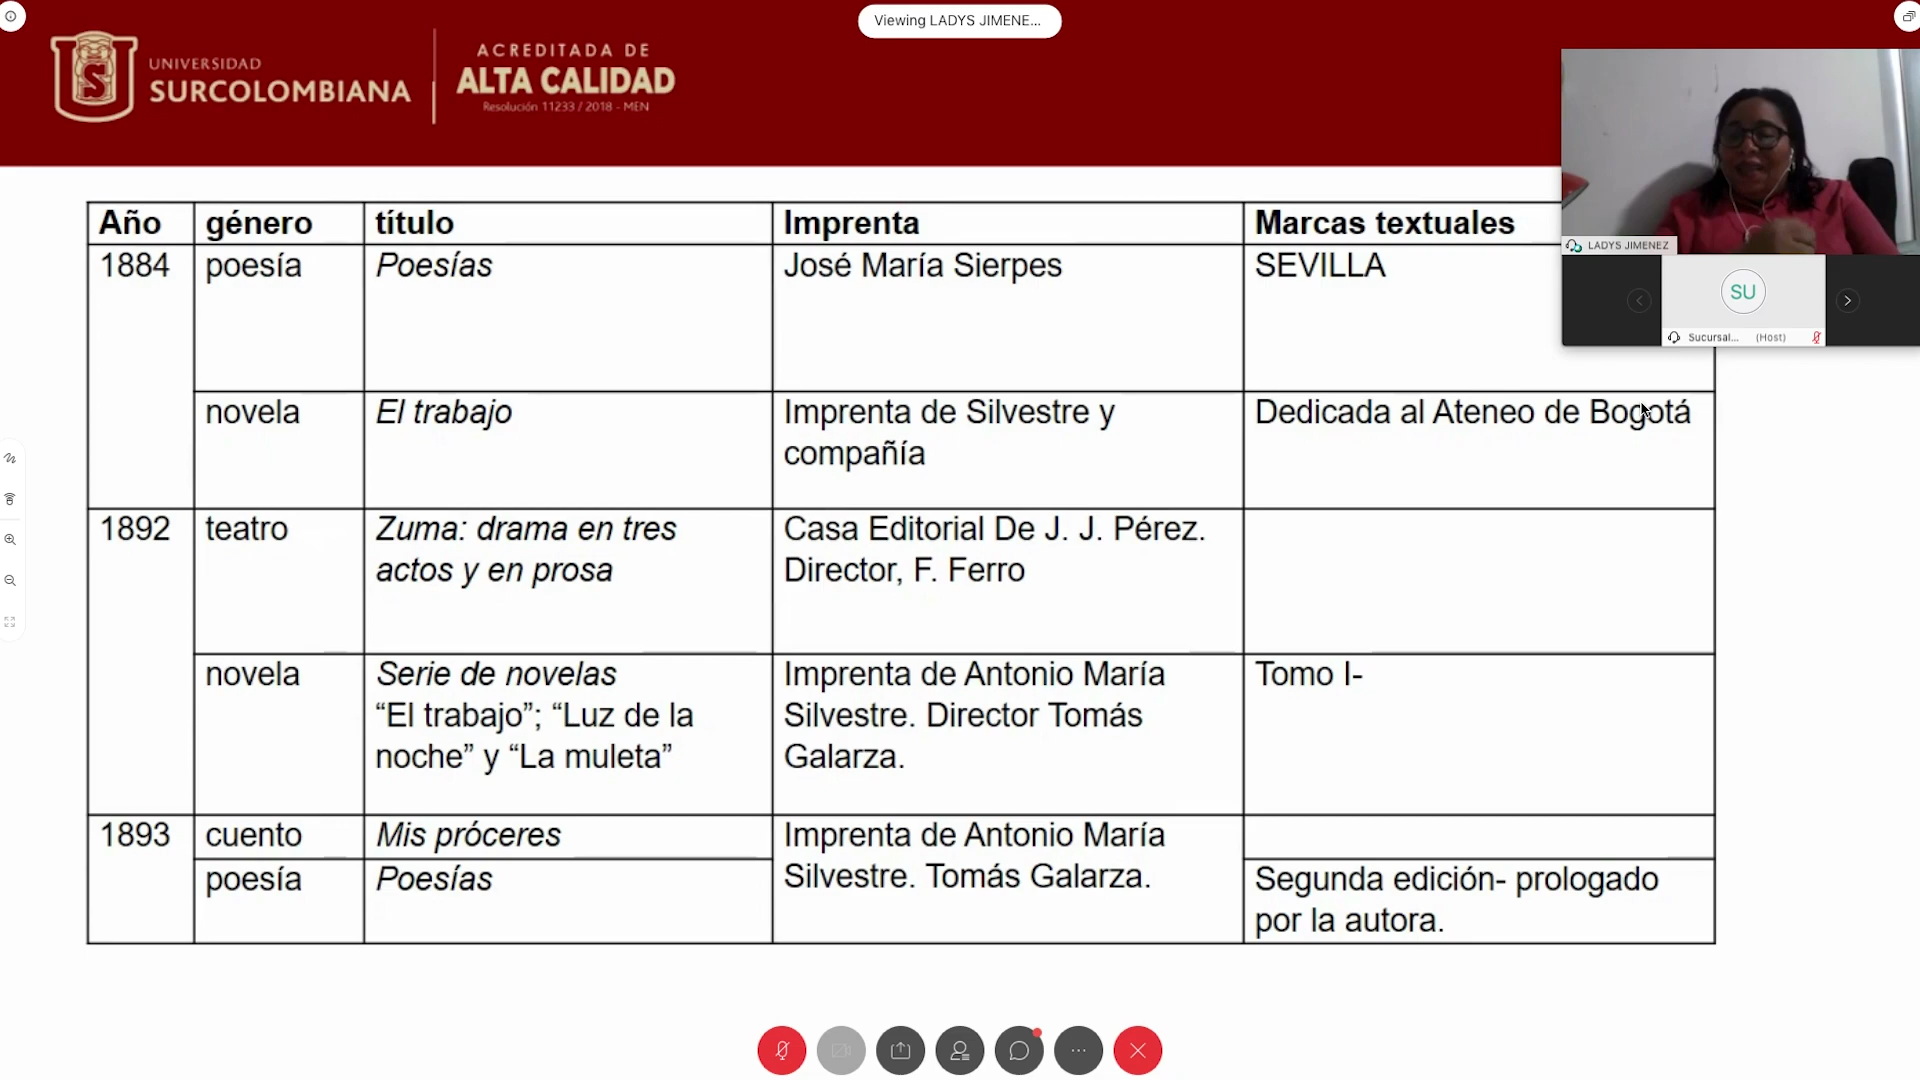 Viewing LADYS JIMENE...
UNIVERSIDAD
SURCOLOMBIANA
ACREDITADA DE
ALTA CALIDAD
Resolución 11233 / 2018 - MEN
LADYS JIMENEZ
SU
Sucursal... (Host)
Año género título Imprenta Marcas textuales
1884 poesía Poesías José María Sierpes SEVILLA
novela El trabajo Imprenta de Silvestre y Dedicada al Ateneo de Bogotá
compañía
1892 teatro Zuma: drama en tres Casa Editorial De J. J. Pérez.
actos y en prosa Director, F. Ferro
novela Serie de novelas Imprenta de Antonio María Tomo I-
“El trabajo”; “Luz de la Silvestre. Director Tomás
noche” y “La muleta” Galarza.
1893 cuento Mis próceres Imprenta de Antonio María
poesía Poesías Silvestre. Tomás Galarza. Segunda edición- prologado
por la autora.